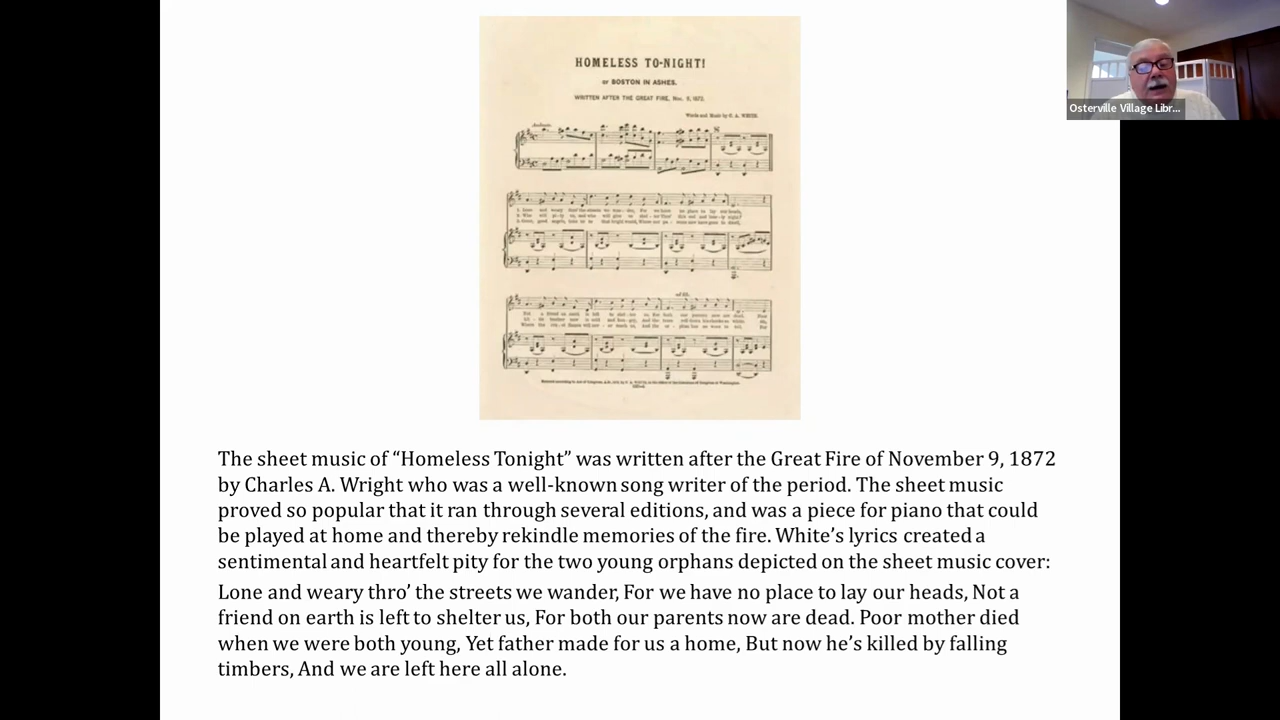 HOMELESS TO-NIGHT!
or BOSTON IN ASHES.
WRITTEN AFTER THE GREAT FIRE, Nov. 9, 1872.
Words and Music by C. A. WHITE.
Andante.
Osterville Village Libr...
The sheet music of “Homeless Tonight” was written after the Great Fire of November 9, 1872
by Charles A. Wright who was a well-known song writer of the period. The sheet music
proved so popular that it ran through several editions, and was a piece for piano that could
be played at home and thereby rekindle memories of the fire. White’s lyrics created a
sentimental and heartfelt pity for the two young orphans depicted on the sheet music cover:
Lone and weary thro’ the streets we wander, For we have no place to lay our heads, Not a
friend on earth is left to shelter us, For both our parents now are dead. Poor mother died
when we were both young, Yet father made for us a home, But now he’s killed by falling
timbers, And we are left here all alone.